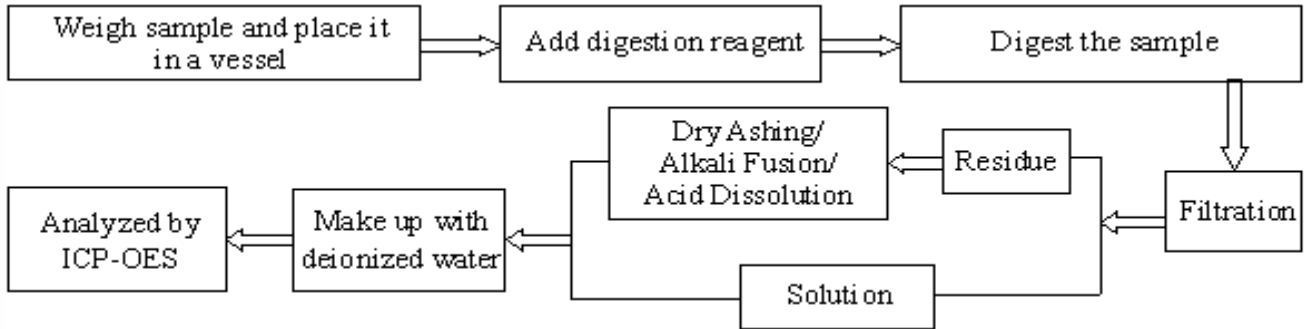 Weigh sample and place it
in a vessel
Add digestion reagent
Digest the sample
Filtration
Residue
Dry Ashing/
Alkali Fusion/
Acid Dissolution
Solution
Make up with
deionized water
Analyzed by
ICP-OES